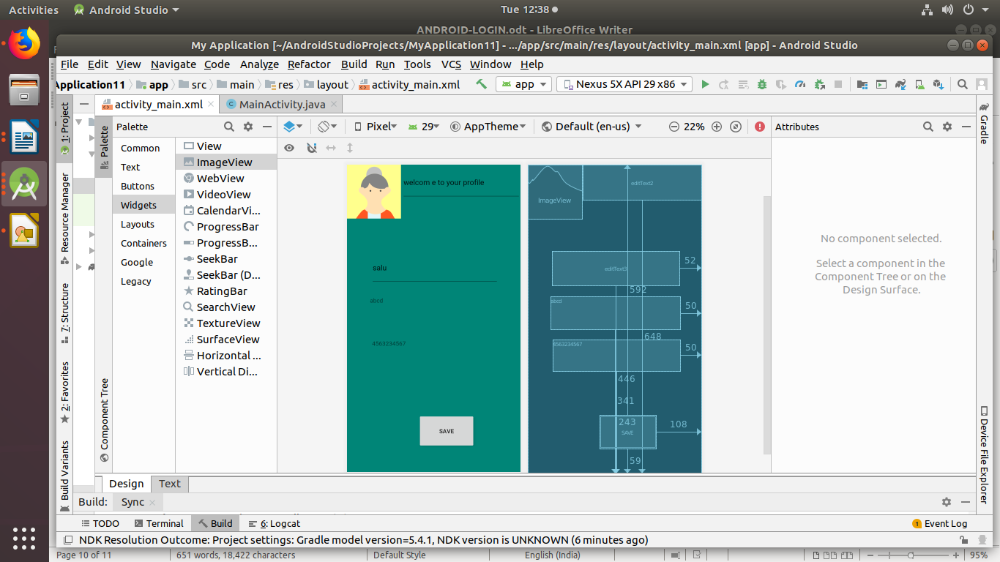 Activities Android Studio Tue 12:38
ANDROID-LOGIN.odt - LibreOffice Writer
My Application [~/AndroidStudioProjects/MyApplication11] - .../app/src/main/res/layout/activity_main.xml [app] - Android Studio
File Edit View Navigate Code Analyze Refactor Build Run Tools VCS Window Help
Application11 app src main res layout activity_main.xml app Nexus 5X API 29 x86
activity_main.xml MainActivity.java
1: Project
Resource Manager
7: Structure
2: Favorites
Build Variants
Palette
Component Tree
Palette
Common
Text
Buttons
Widgets
Layouts
Containers
Google
Legacy
View
ImageView
WebView
VideoView
CalendarVi...
ProgressBar
ProgressB...
SeekBar
SeekBar (D...
RatingBar
SearchView
TextureView
SurfaceView
Horizontal ...
Vertical Di...
Pixel 29 AppTheme Default (en-us) 22%
welcom e to your profile
salu
abcd
4563234567
SAVE
ImageView
editText2
editText3
52
592
abcd
50
648
4563234567
50
446
341
243
SAVE
108
59
Attributes
No component selected.
Select a component in the
Component Tree or on the
Design Surface.
Gradle
Device File Explorer
Design Text
Build: Sync
TODO Terminal Build 6: Logcat 1 Event Log
NDK Resolution Outcome: Project settings: Gradle model version=5.4.1, NDK version is UNKNOWN (6 minutes ago)
Page 10 of 11 651 words, 18,422 characters Default Style English (India) 95%